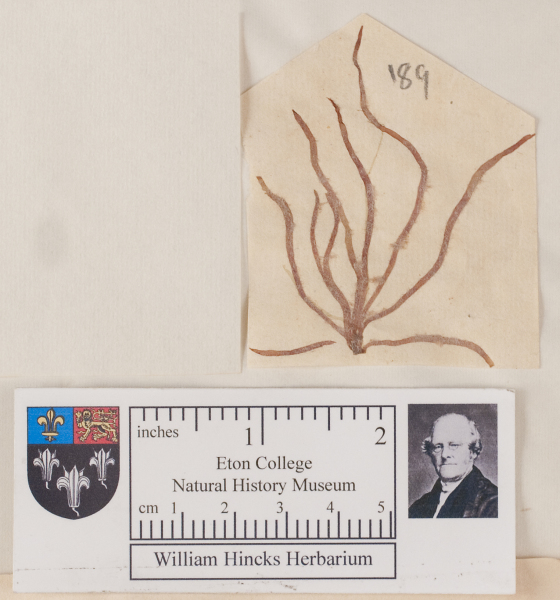 189
inches 1 2
Eton College
Natural History Museum
cm 1 2 3 4 5
William Hincks Herbarium